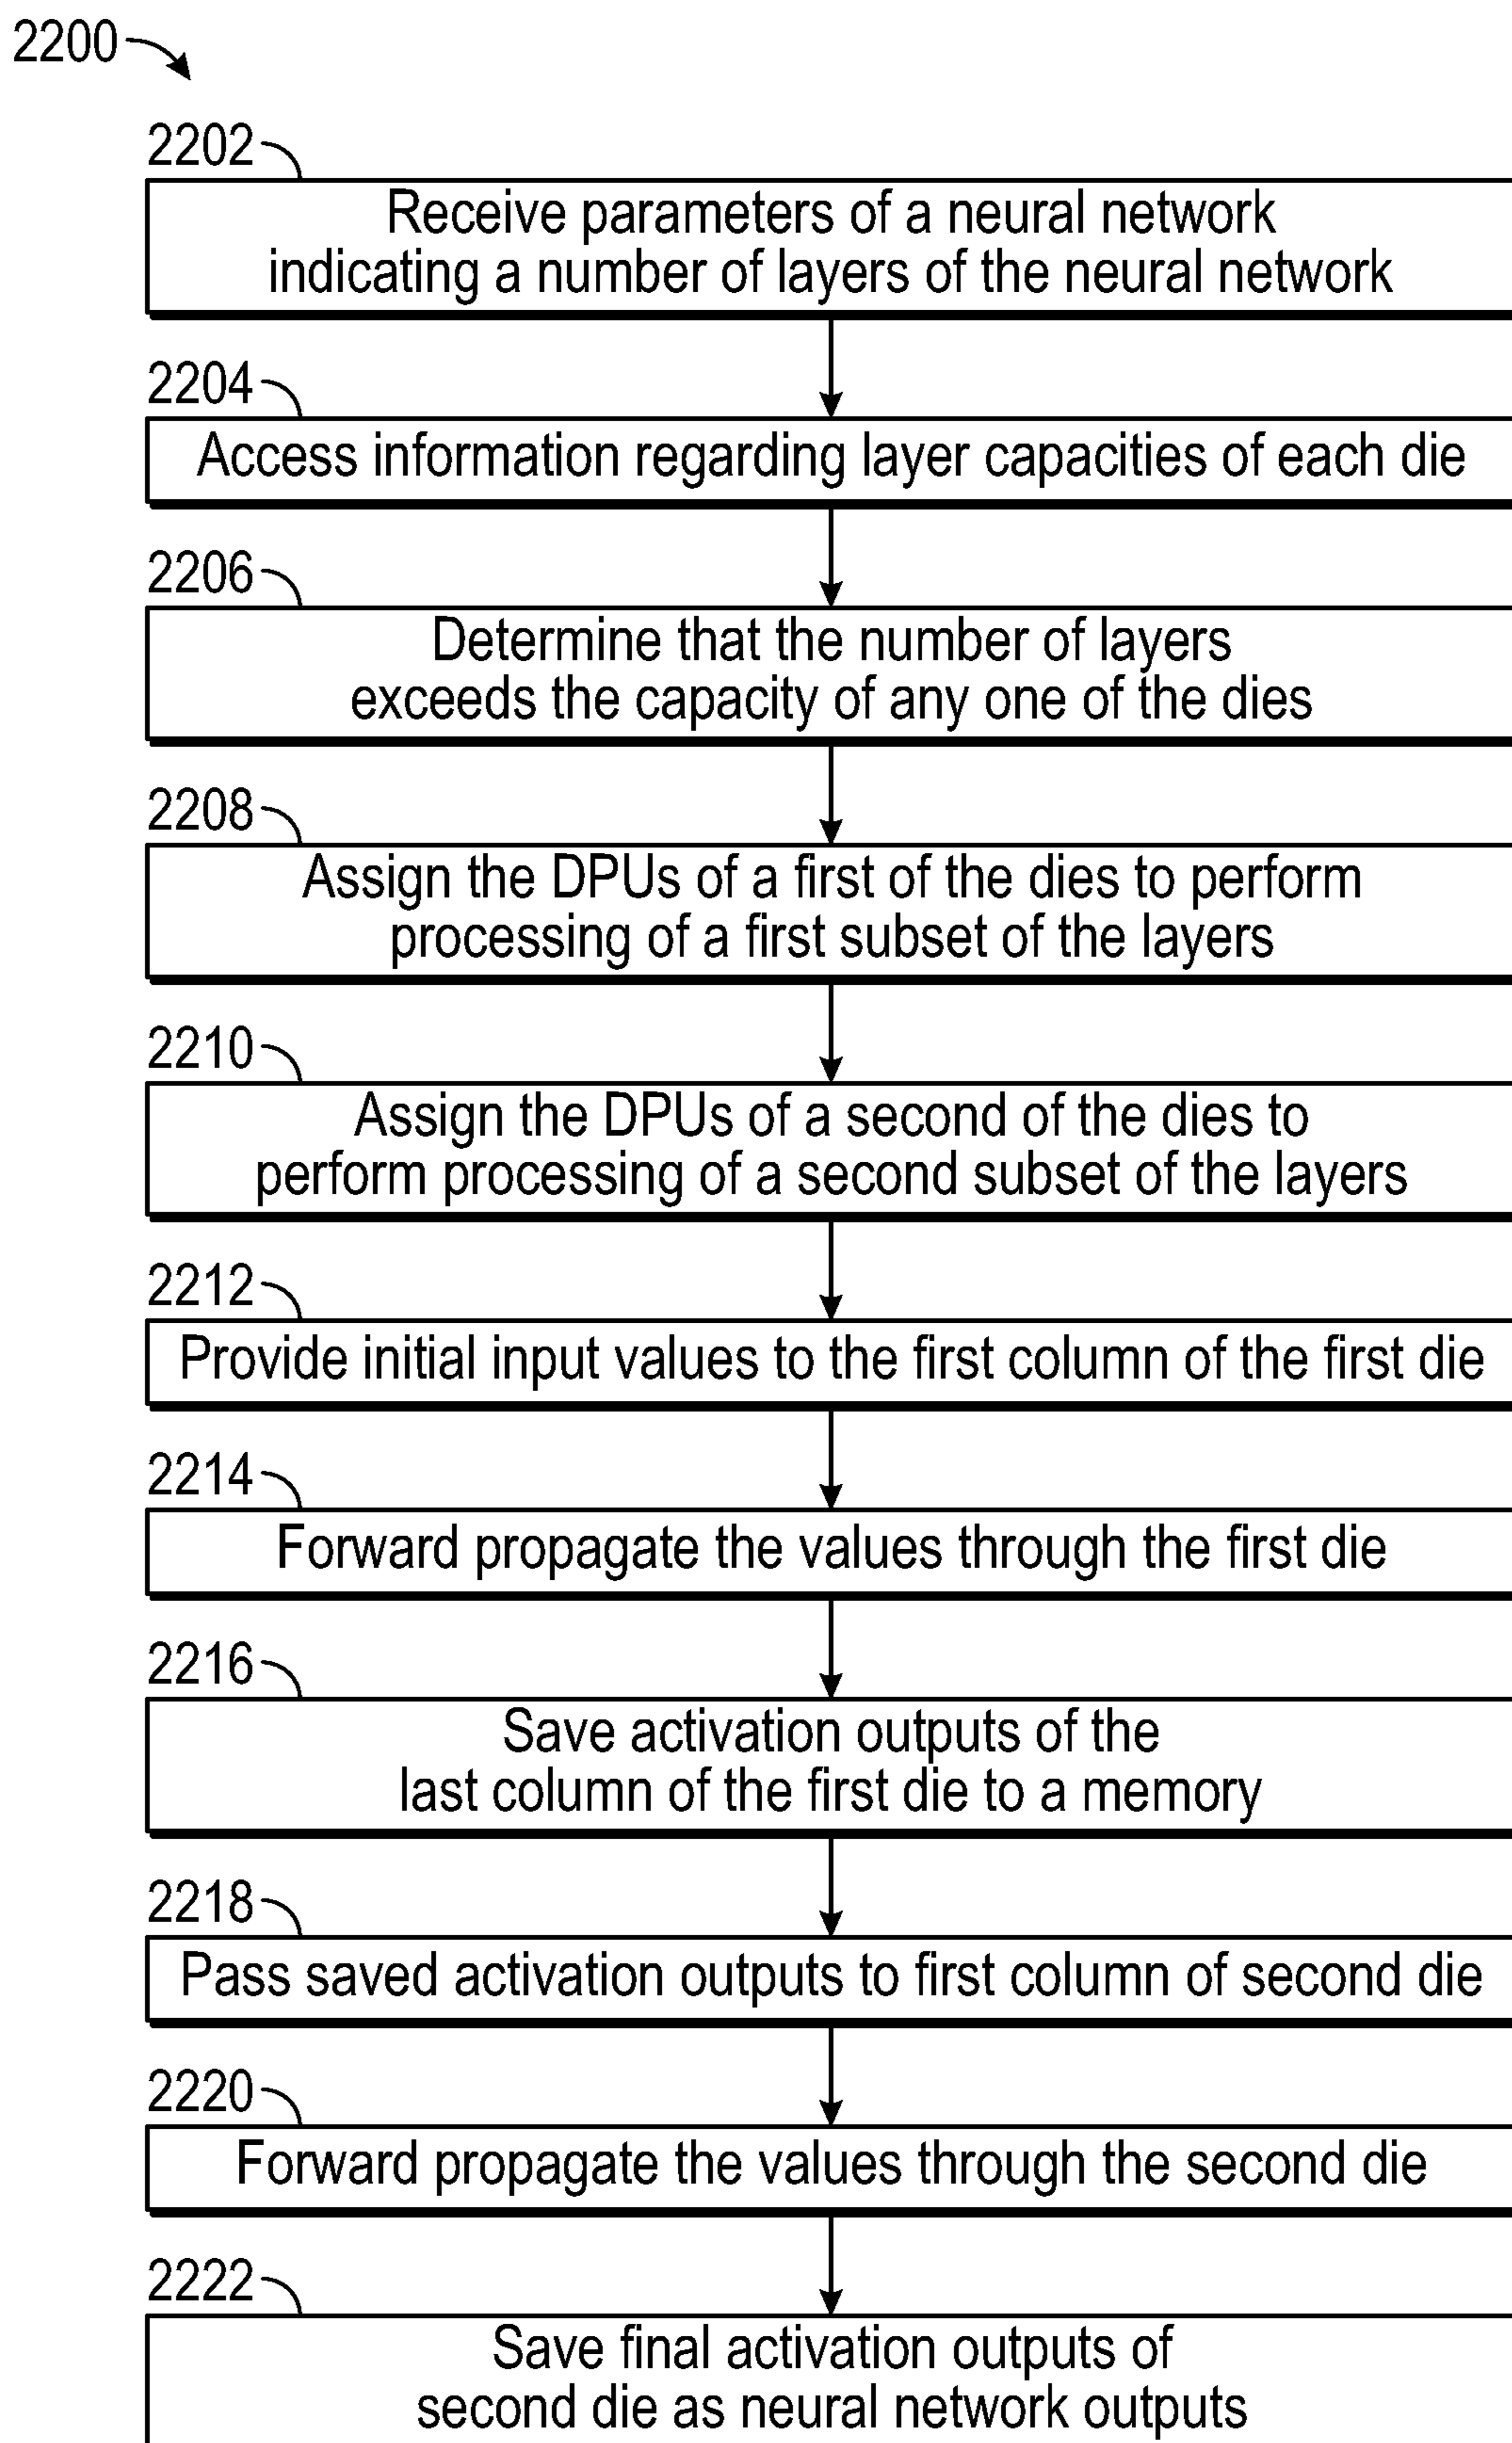 2200
2202
Receive parameters of a neural network
indicating a number of layers of the neural network
2204
Access information regarding layer capacities of each die
2206
Determine that the number of layers
exceeds the capacity of any one of the dies
2208
Assign the DPUs of a first of the dies to perform
processing of a first subset of the layers
2210
Assign the DPUs of a second of the dies to
perform processing of a second subset of the layers
2212
Provide initial input values to the first column of the first die
2214
Forward propagate the values through the first die
2216
Save activation outputs of the
last column of the first die to a memory
2218
Pass saved activation outputs to first column of second die
2220
Forward propagate the values through the second die
2222
Save final activation outputs of
second die as neural network outputs